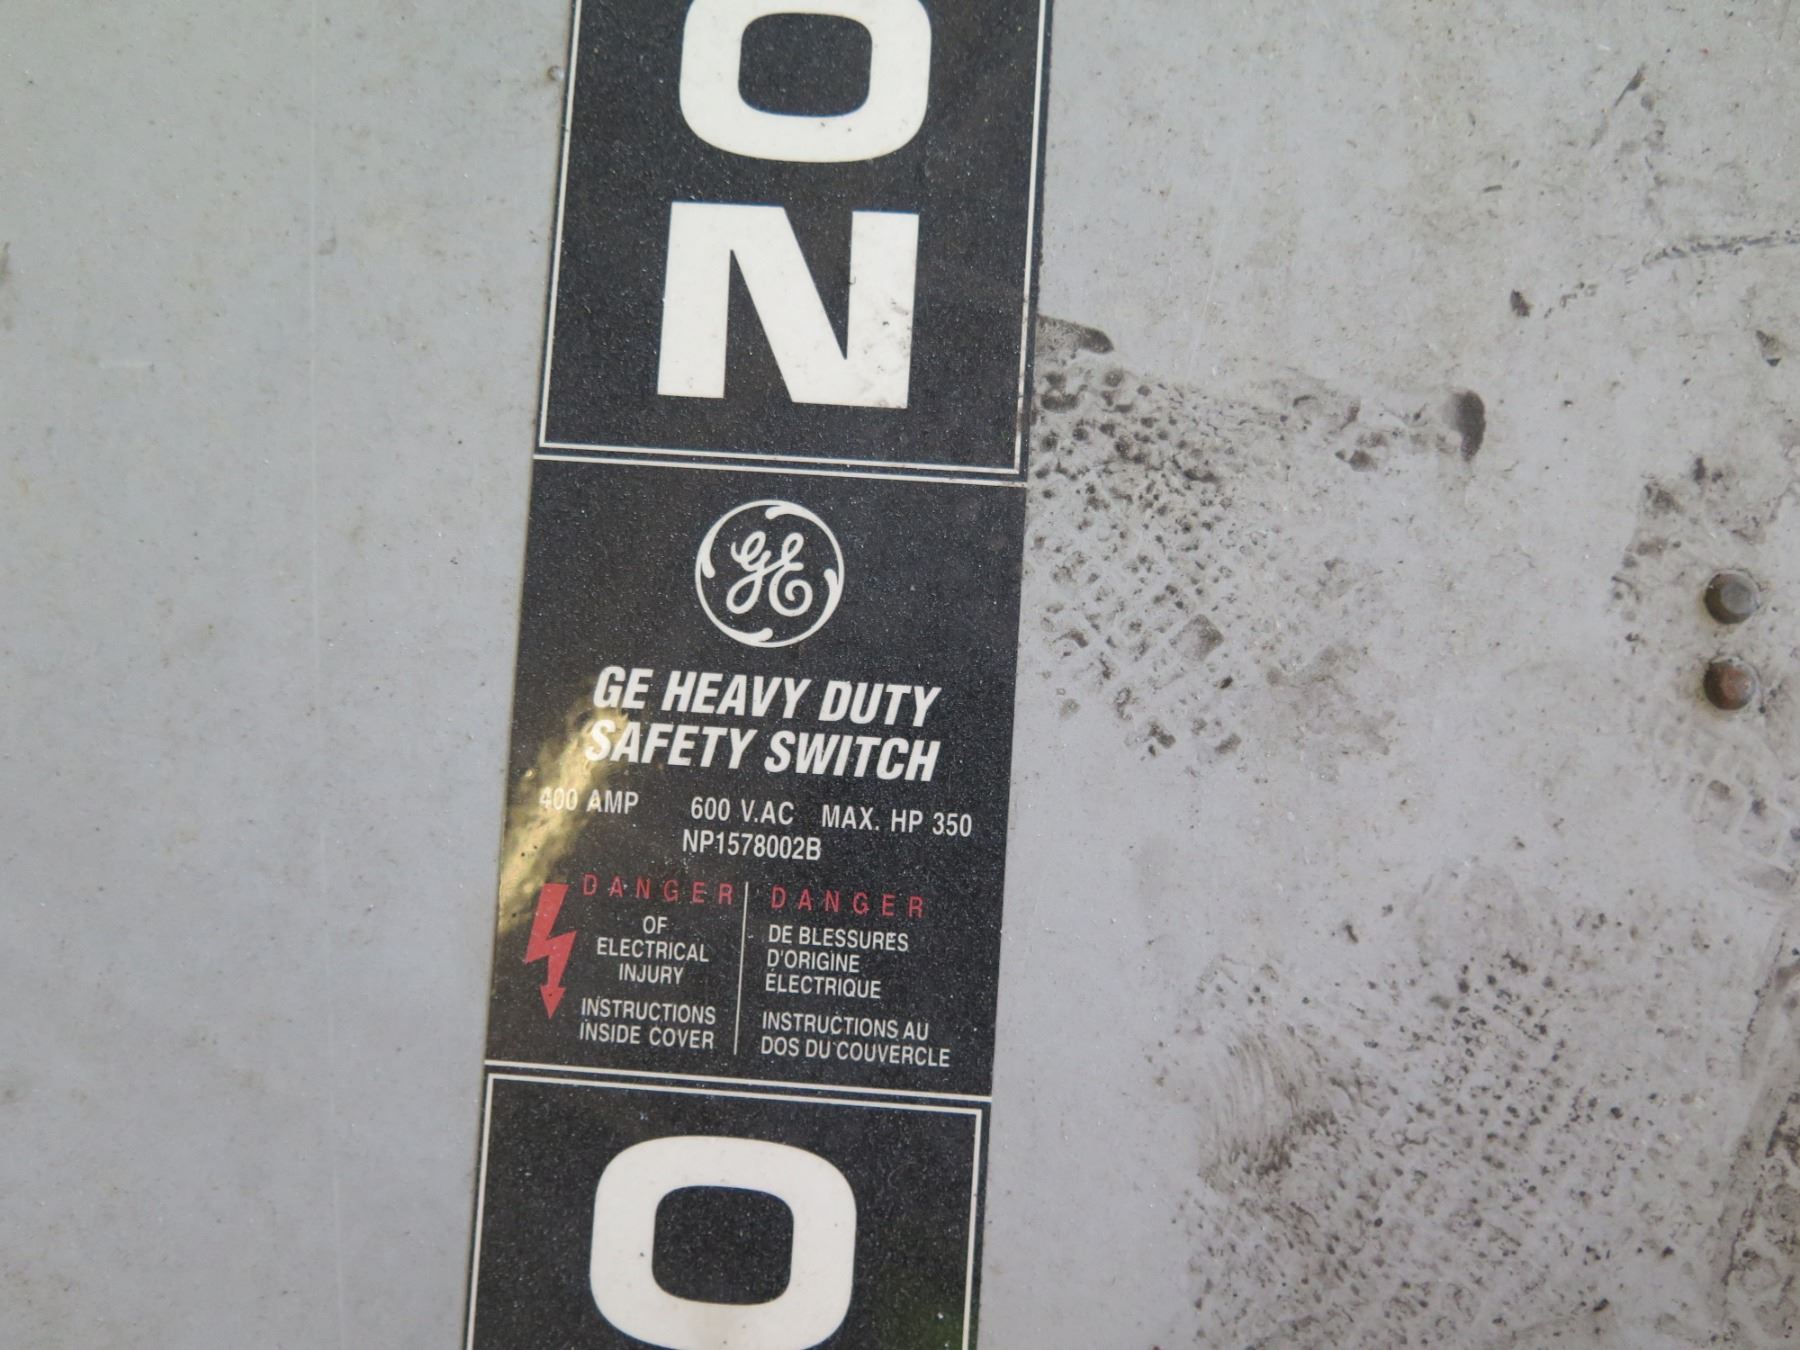 O
N
GE
GE HEAVY DUTY
SAFETY SWITCH
400 AMP 600 V.AC MAX. HP 350
NP1578002B
DANGER
OF
ELECTRICAL
INJURY
INSTRUCTIONS
INSIDE COVER
DANGER
DE BLESSURES
D'ORIGINE
ÉLECTRIQUE
INSTRUCTIONS AU
DOS DU COUVERCLE
O